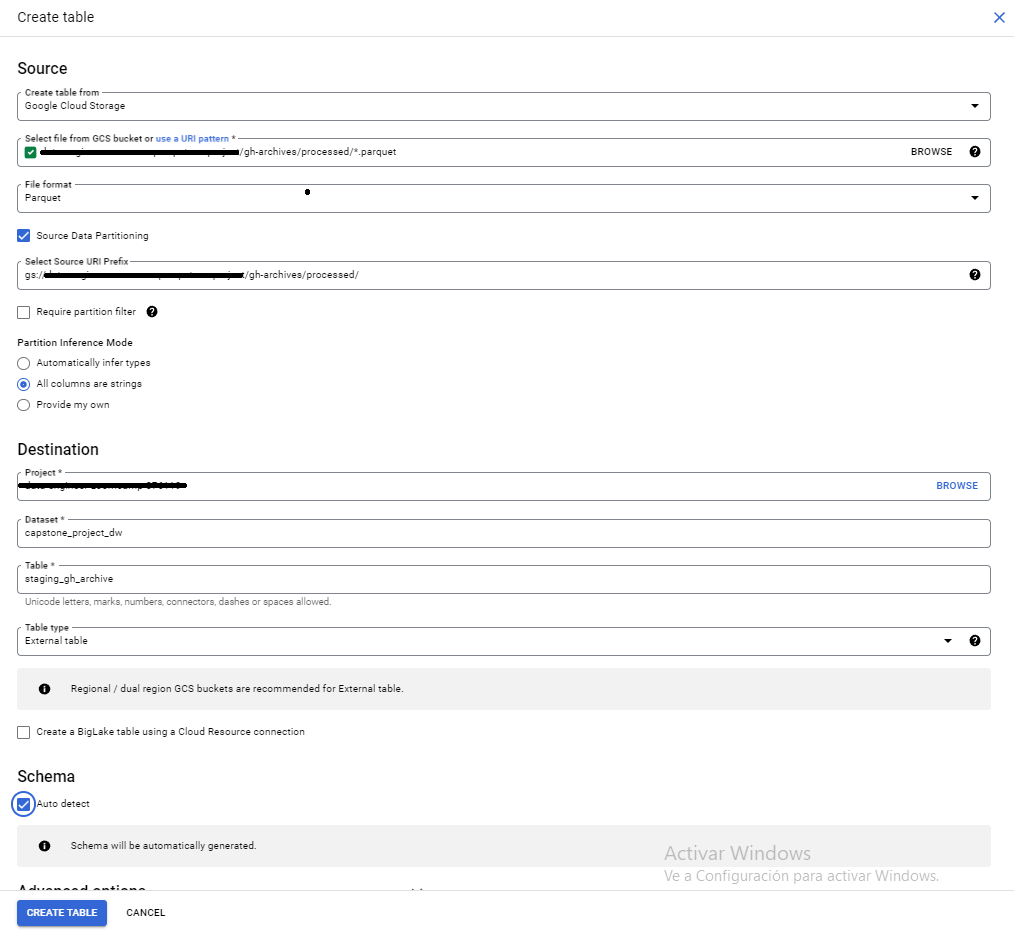 Create table
Source
Create table from
Google Cloud Storage
Select file from GCS bucket or use a URI pattern *
/gh-archives/processed/*.parquet
BROWSE
File format
Parquet
Source Data Partitioning
Select Source URI Prefix
gs:// /gh-archives/processed/
Require partition filter
Partition Inference Mode
Automatically infer types
All columns are strings
Provide my own
Destination
Project *
BROWSE
Dataset *
capstone_project_dw
Table *
staging_gh_archive
Unicode letters, marks, numbers, connectors, dashes or spaces allowed.
Table type
External table
Regional / dual region GCS buckets are recommended for External table.
Create a BigLake table using a Cloud Resource connection
Schema
Auto detect
Schema will be automatically generated.
Activar Windows
Ve a Configuración para activar Windows.
Advanced options
CREATE TABLE
CANCEL